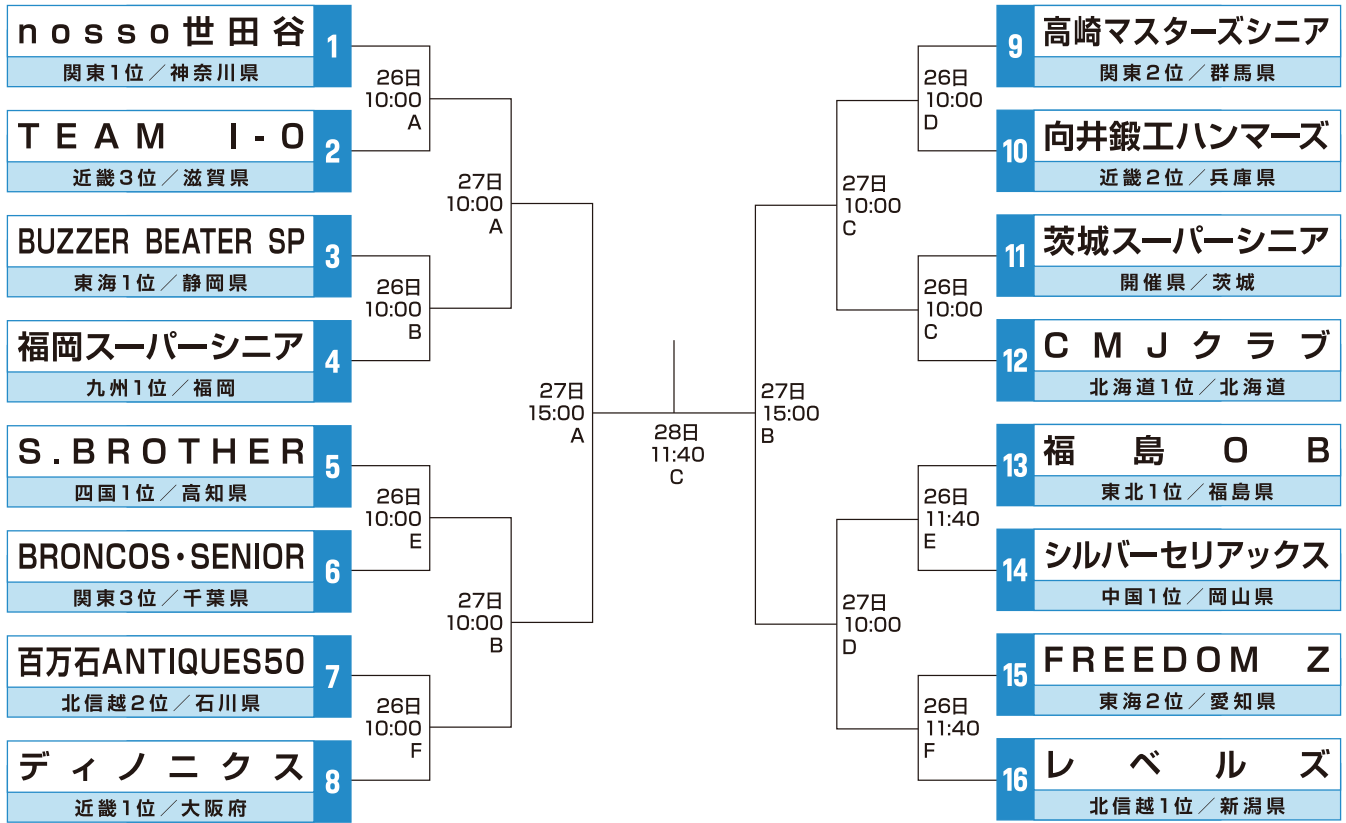 nosso世田谷
1
関東1位／神奈川県
TEAM I-O
2
近畿3位／滋賀県
BUZZER BEATER SP
3
東海1位／静岡県
福岡スーパーシニア
4
九州1位／福岡
S.BROTHER
5
四国1位／高知県
BRONCOS・SENIOR
6
関東3位／千葉県
百万石ANTIQUES50
7
北信越2位／石川県
ディノニクス
8
近畿1位／大阪府
26日
10:00
A
26日
10:00
B
26日
10:00
E
26日
10:00
F
27日
10:00
A
27日
10:00
B
27日
15:00
A
28日
11:40
C
27日
15:00
B
27日
10:00
C
27日
10:00
D
26日
10:00
D
26日
10:00
C
26日
11:40
E
26日
11:40
F
9
高崎マスターズシニア
関東2位／群馬県
10
向井鍛工ハンマーズ
近畿2位／兵庫県
11
茨城スーパーシニア
開催県／茨城
12
CMJクラブ
北海道1位／北海道
13
福島OB
東北1位／福島県
14
シルバーセリアックス
中国1位／岡山県
15
FREEDOM Z
東海2位／愛知県
16
レベルズ
北信越1位／新潟県